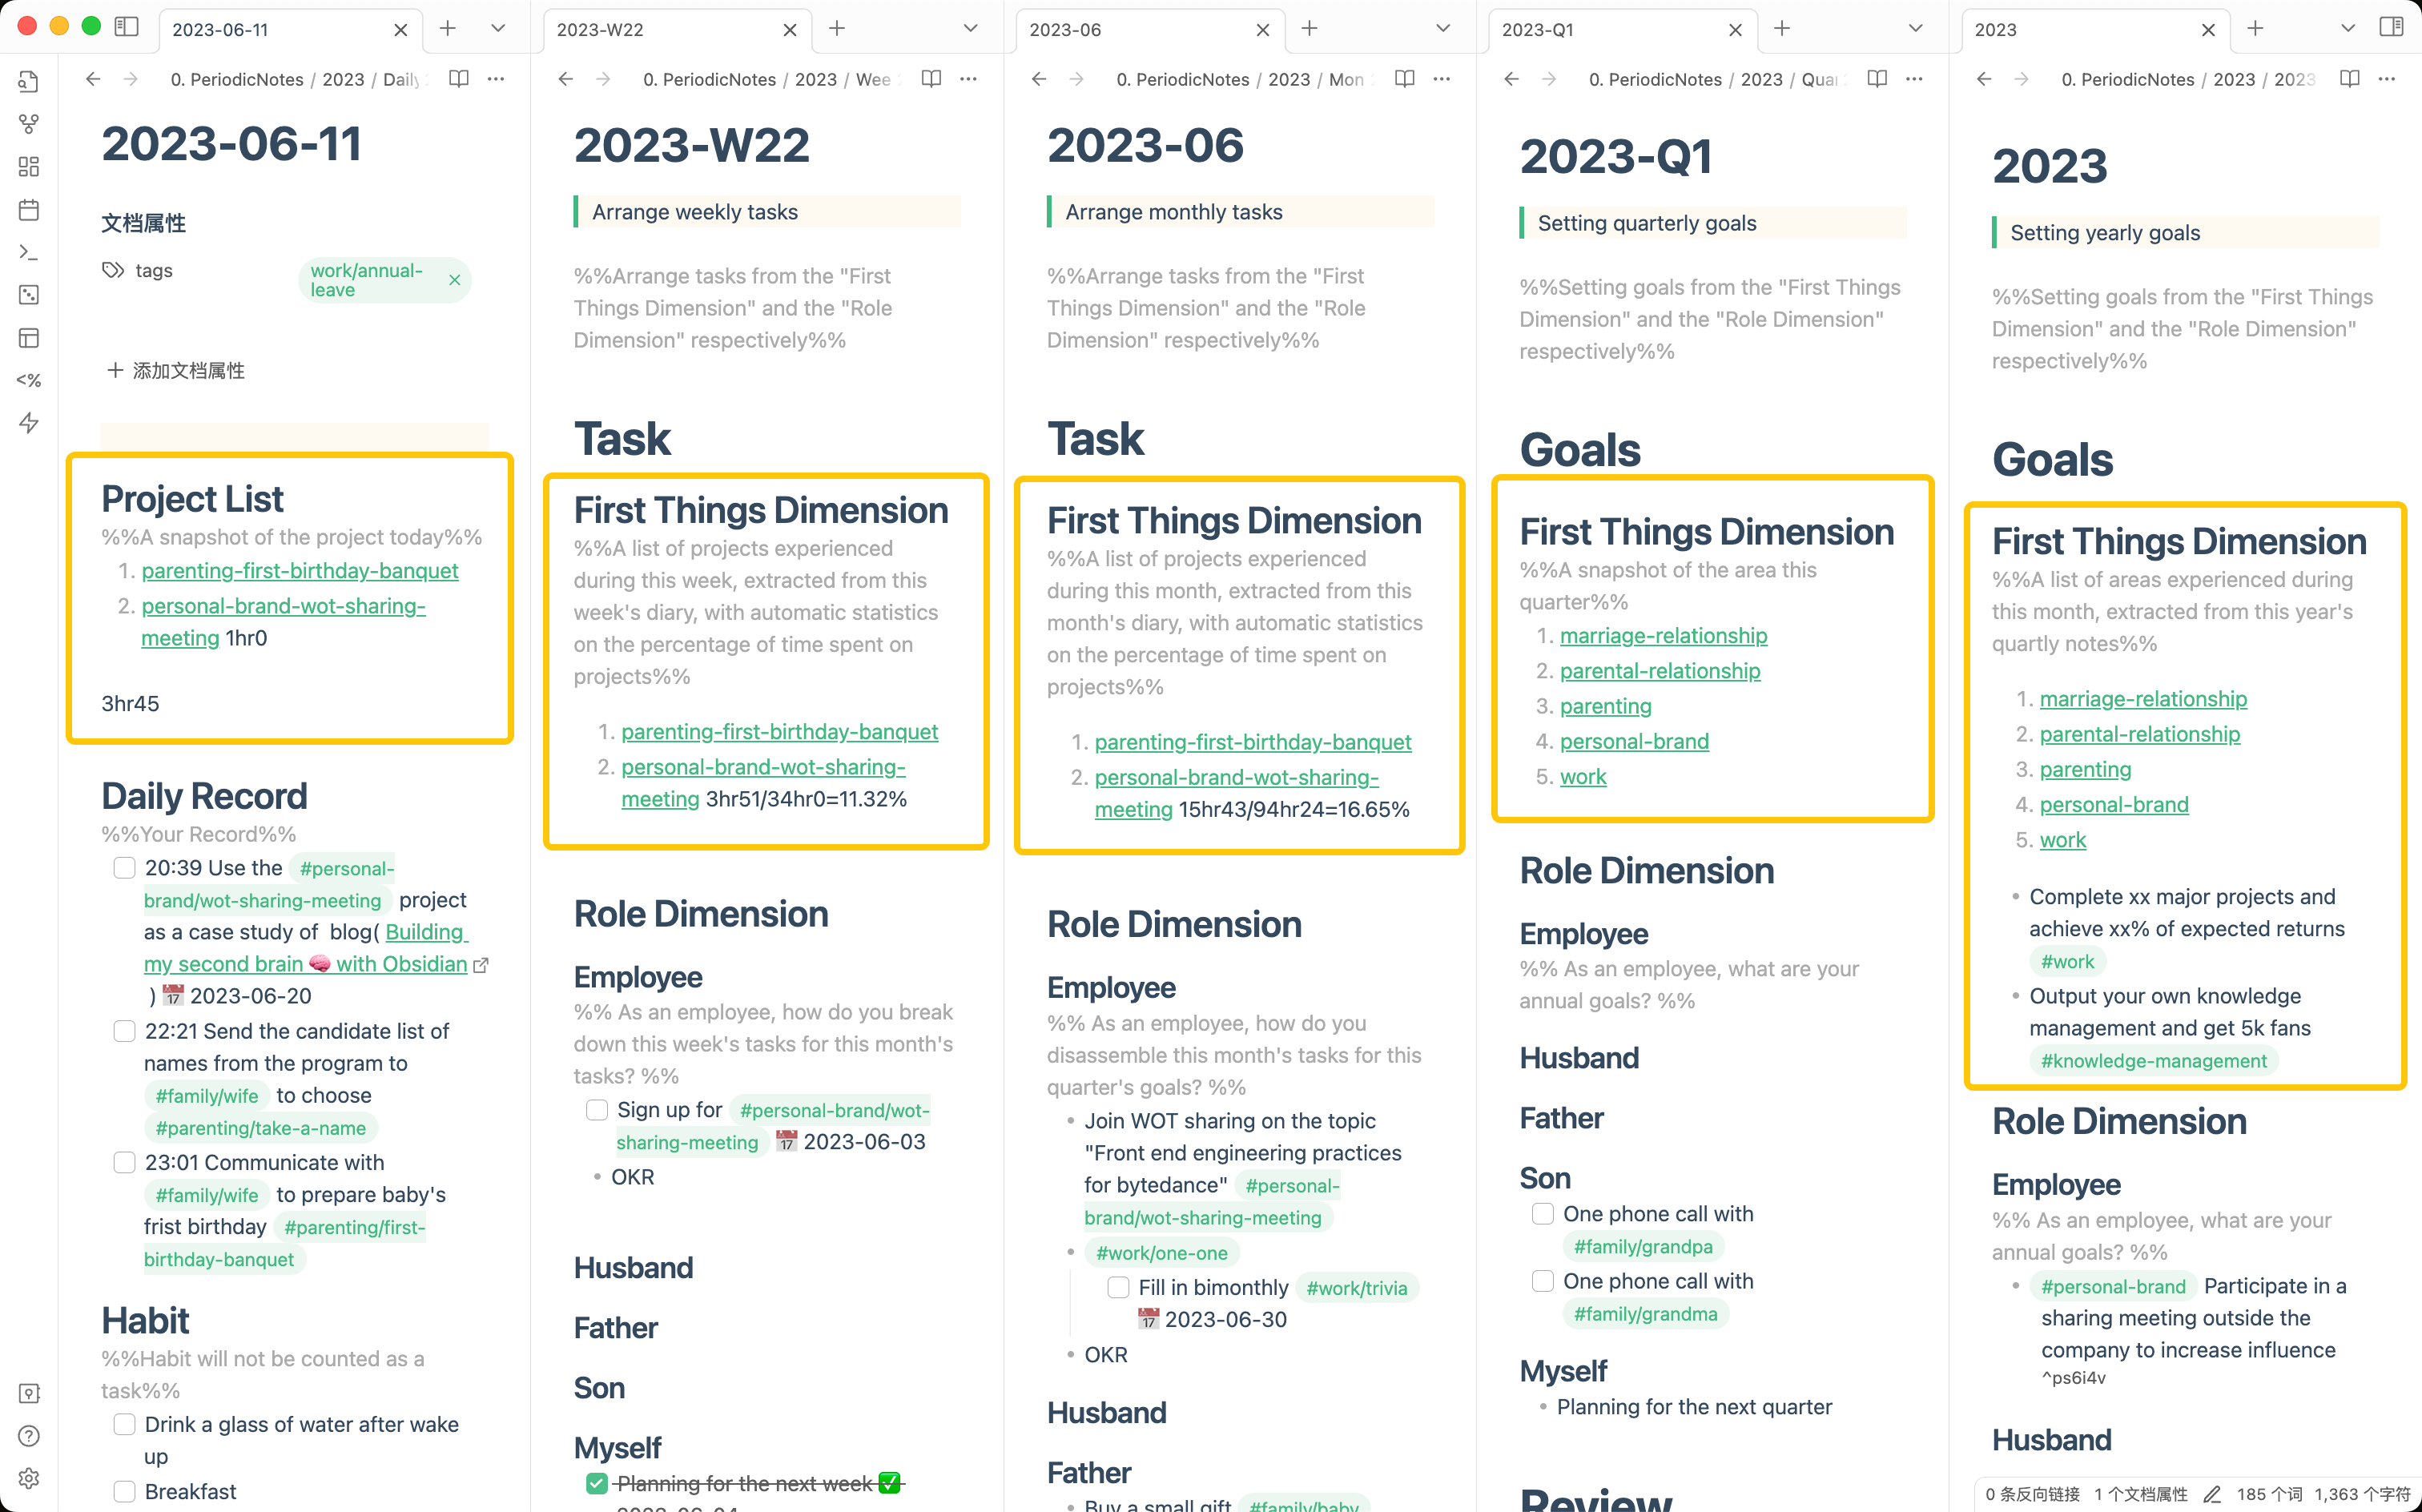 2023-06-11
2023-W22
2023-06
2023-Q1
2023
0. PeriodicNotes / 2023 / Daily
0. PeriodicNotes / 2023 / Wee
0. PeriodicNotes / 2023 / Mon
0. PeriodicNotes / 2023 / Qua
0. PeriodicNotes / 2023 / 2023
2023-06-11
文档属性
tags
work/annual-
leave
添加文档属性
Project List
%%A snapshot of the project today%%
1. parenting-first-birthday-banquet
2. personal-brand-wot-sharing-
meeting 1hr0
3hr45
Daily Record
%%Your Record%%
20:39 Use the #personal-
brand/wot-sharing-meeting project
as a case study of blog( Building
my second brain 🧠 with Obsidian
) 📅 2023-06-20
22:21 Send the candidate list of
names from the program to
#family/wife to choose
#parenting/take-a-name
23:01 Communicate with
#family/wife to prepare baby's
frist birthday #parenting/first-
birthday-banquet
Habit
%%Habit will not be counted as a
task%%
Drink a glass of water after wake
up
Breakfast
2023-W22
Arrange weekly tasks
%%Arrange tasks from the "First
Things Dimension" and the "Role
Dimension" respectively%%
Task
First Things Dimension
%%A list of projects experienced
during this week, extracted from this
week's diary, with automatic statistics
on the percentage of time spent on
projects%%
1. parenting-first-birthday-banquet
2. personal-brand-wot-sharing-
meeting 3hr51/34hr0=11.32%
Role Dimension
Employee
%% As an employee, how do you break
down this week's tasks for this month's
tasks? %%
Sign up for #personal-brand/wot-
sharing-meeting 📅 2023-06-03
• OKR
Husband
Father
Son
Myself
Planning for the next week ✅
2023-06-04
2023-06
Arrange monthly tasks
%%Arrange tasks from the "First
Things Dimension" and the "Role
Dimension" respectively%%
Task
First Things Dimension
%%A list of projects experienced
during this month, extracted from this
month's diary, with automatic statistics
on the percentage of time spent on
projects%%
1. parenting-first-birthday-banquet
2. personal-brand-wot-sharing-
meeting 15hr43/94hr24=16.65%
Role Dimension
Employee
%% As an employee, how do you
disassemble this month's tasks for this
quarter's goals? %%
• Join WOT sharing on the topic
"Front end engineering practices
for bytedance" #personal-
brand/wot-sharing-meeting
• #work/one-one
Fill in bimonthly #work/trivia
📅 2023-06-30
• OKR
Husband
Father
• Buy a small gift #family/baby
2023-Q1
Setting quarterly goals
%%Setting goals from the "First Things
Dimension" and the "Role Dimension"
respectively%%
Goals
First Things Dimension
%%A snapshot of the area this
quarter%%
1. marriage-relationship
2. parental-relationship
3. parenting
4. personal-brand
5. work
Role Dimension
Employee
%% As an employee, what are your
annual goals? %%
Husband
Father
Son
One phone call with
#family/grandpa
One phone call with
#family/grandma
Myself
• Planning for the next quarter
Review
2023
Setting yearly goals
%%Setting goals from the "First Things
Dimension" and the "Role Dimension"
respectively%%
Goals
First Things Dimension
%%A list of areas experienced during
this month, extracted from this year's
quartly notes%%
1. marriage-relationship
2. parental-relationship
3. parenting
4. personal-brand
5. work
• Complete xx major projects and
achieve xx% of expected returns
#work
• Output your own knowledge
management and get 5k fans
#knowledge-management
Role Dimension
Employee
%% As an employee, what are your
annual goals? %%
• #personal-brand Participate in a
sharing meeting outside the
company to increase influence
^ps6i4v
Husband
0 条反向链接 1 个文档属性 185 个词 1,363 个字符